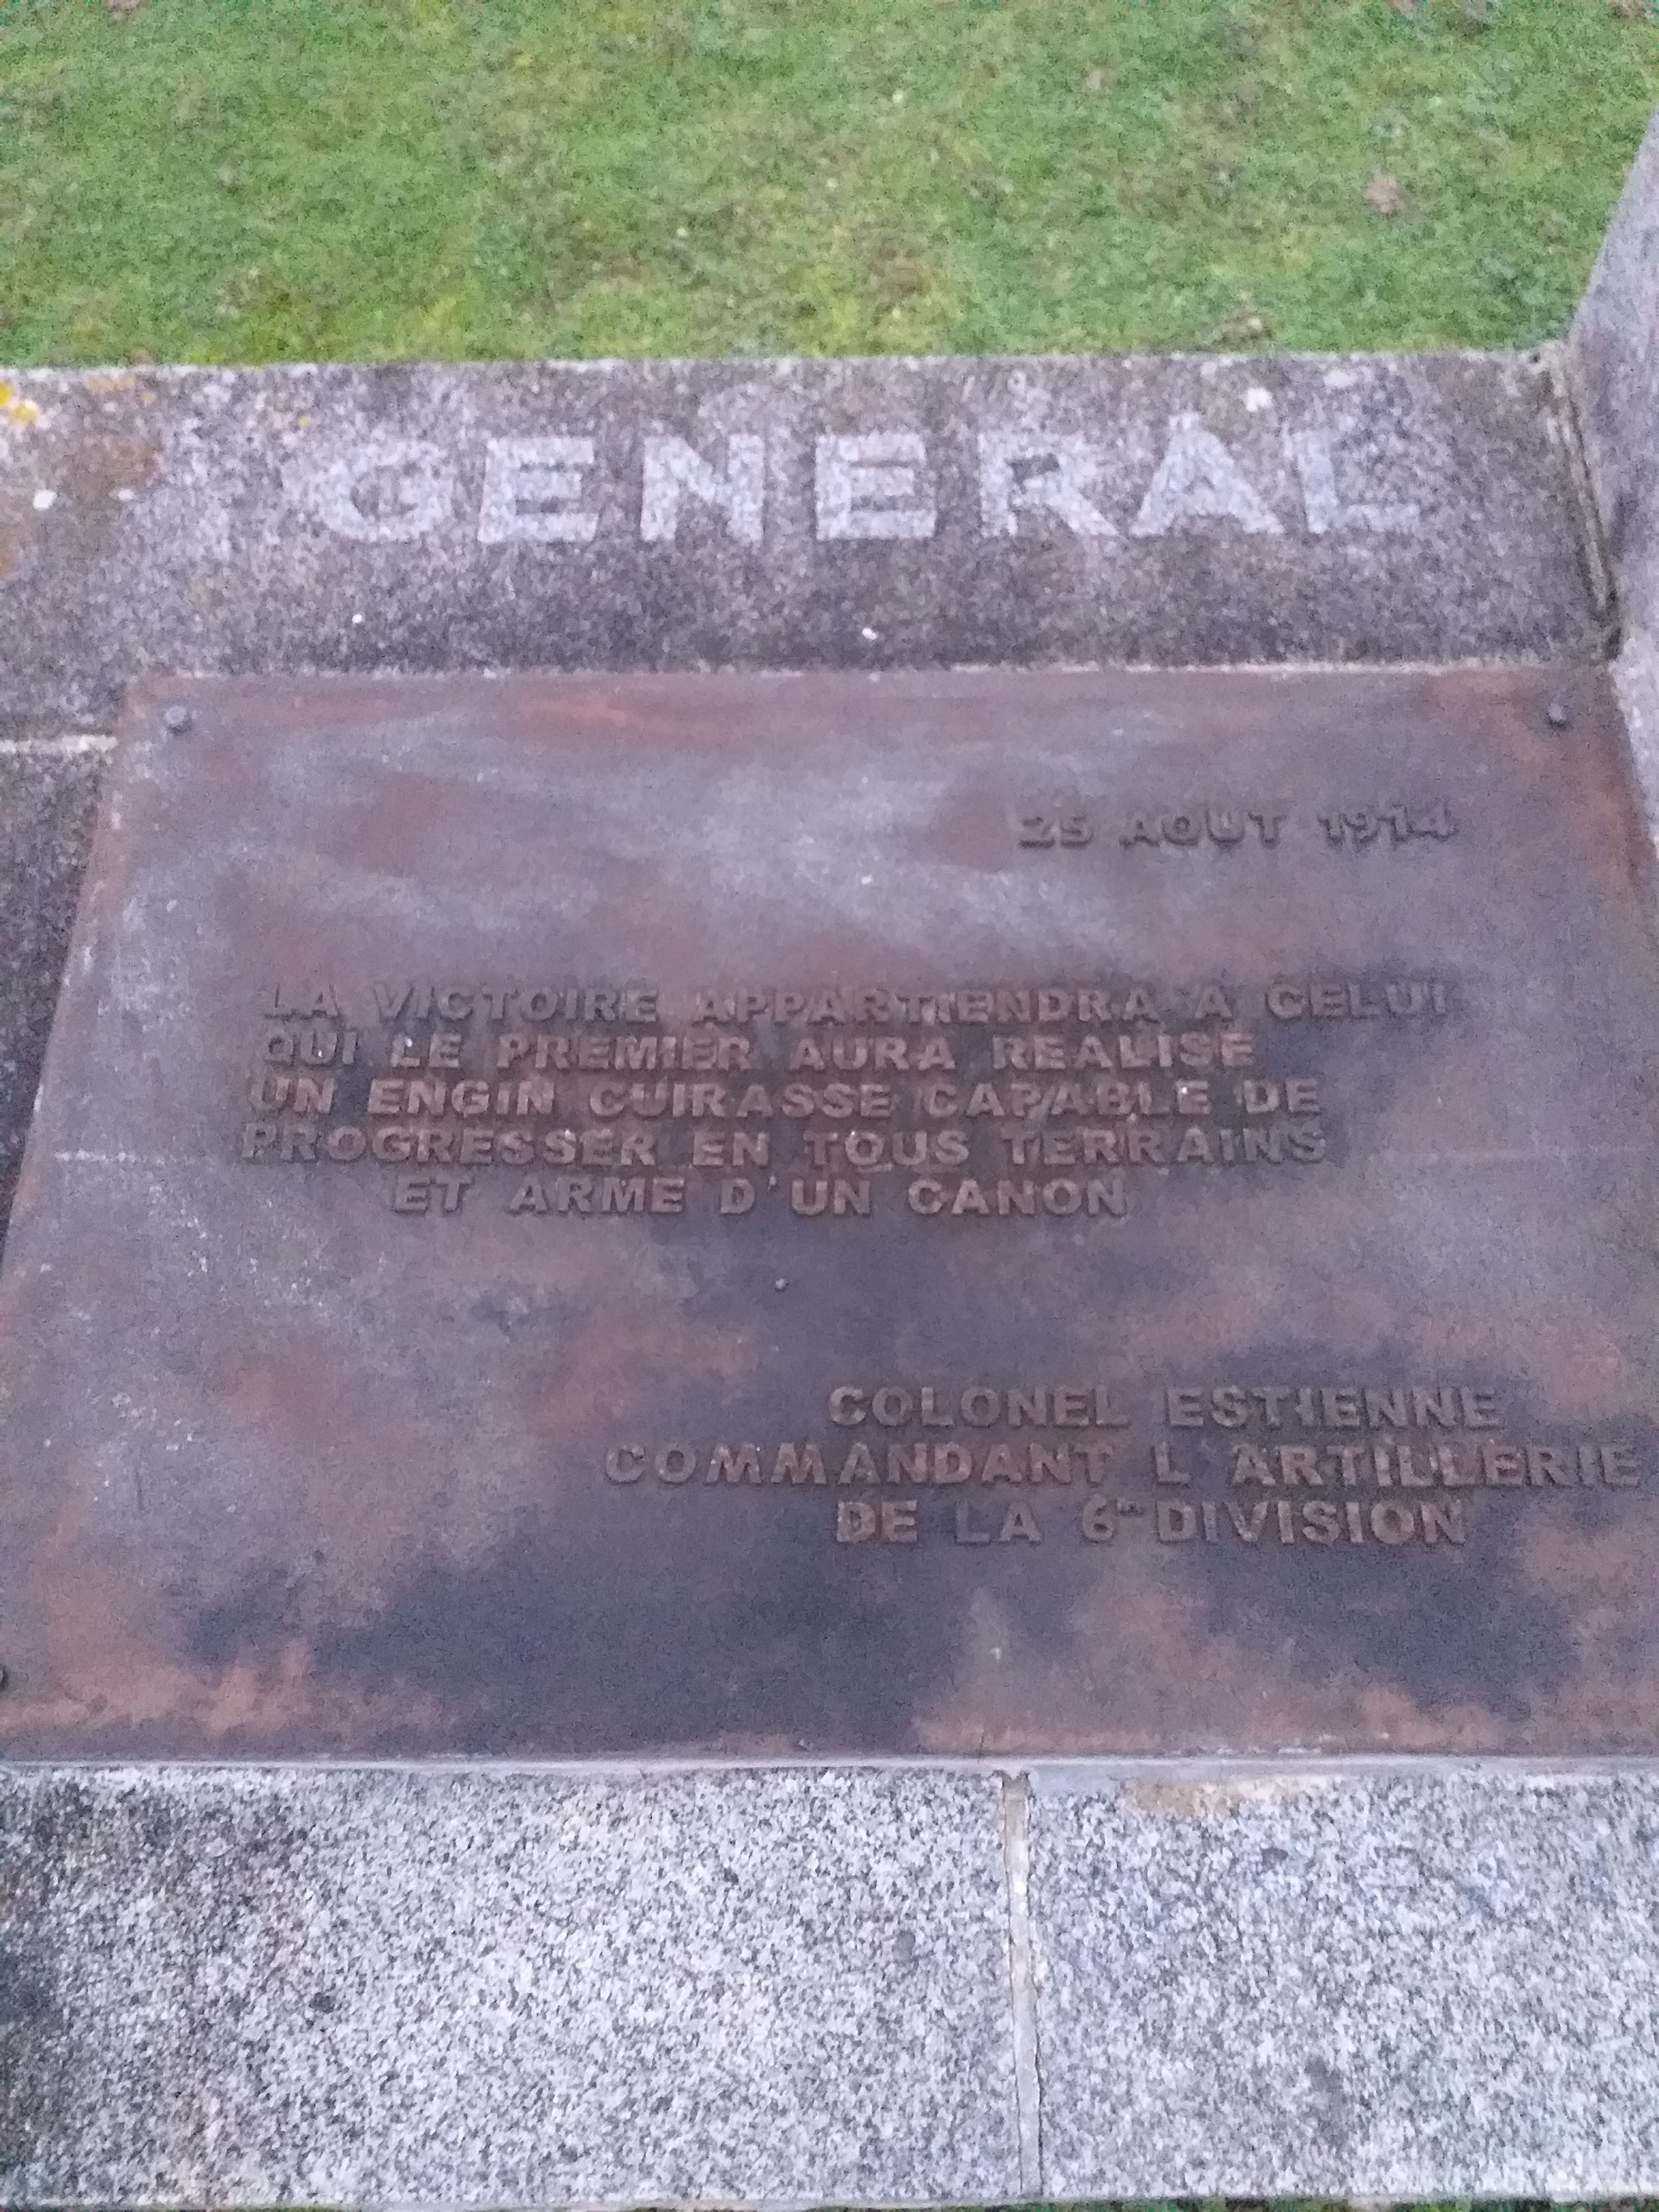 GENERAL
25 AOUT 1914
LA VICTOIRE APPARTIENDRA A CELUI
QUI LE PREMIER AURA REALISE
UN ENGIN CUIRASSE CAPABLE DE
PROGRESSER EN TOUS TERRAINS
ET ARME D'UN CANON
COLONEL ESTIENNE
COMMANDANT L ARTILLERIE
DE LA 6me DIVISION